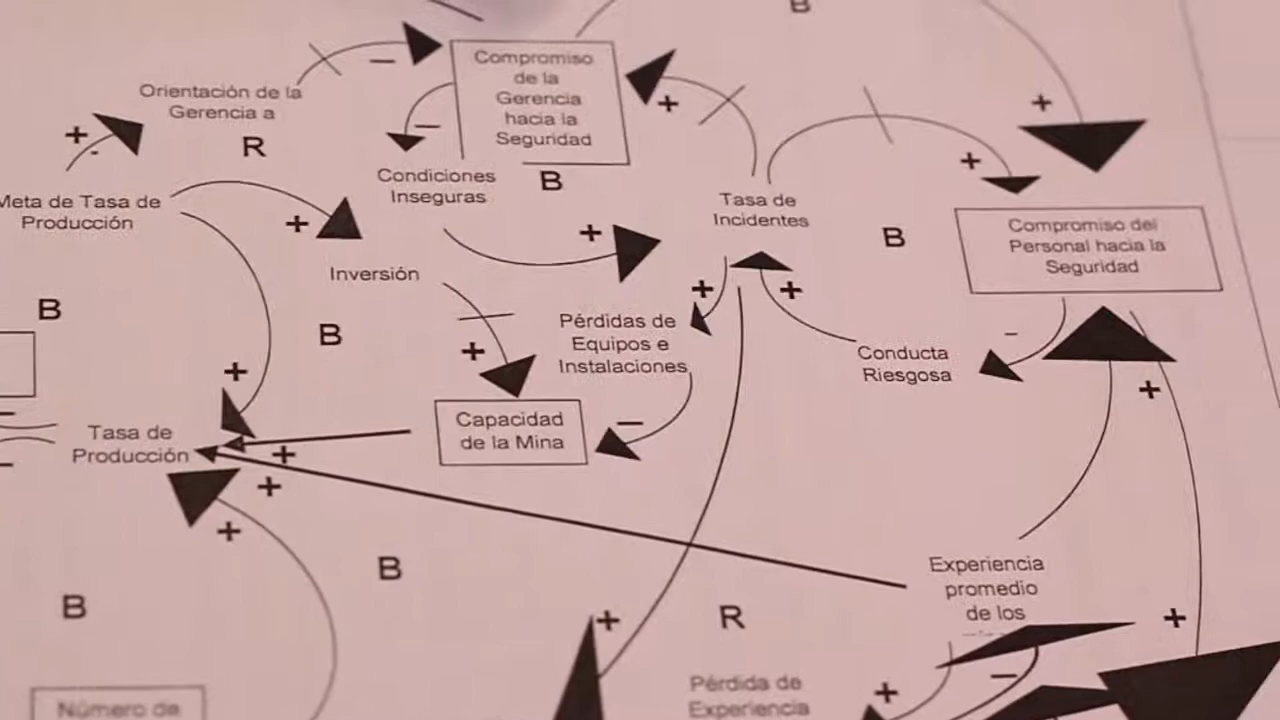 B
Orientación de la
Gerencia a
Compromiso
de la
Gerencia
hacia la
Seguridad
R
Meta de Tasa de
Producción
Condiciones
Inseguras
B
Tasa de
Incidentes
B
Compromiso del
Personal hacia la
Seguridad
Inversión
B
B
Pérdidas de
Equipos e
Instalaciones
Conducta
Riesgosa
Tasa de
Producción
Capacidad
de la Mina
B
B
R
Experiencia
promedio
de los
Pérdida de
Experiencia
Número de
+
-
−
−
+
+
+
+
+
+
+
−
+
+
−
+
+
+
+
+
+
−
+
−
−